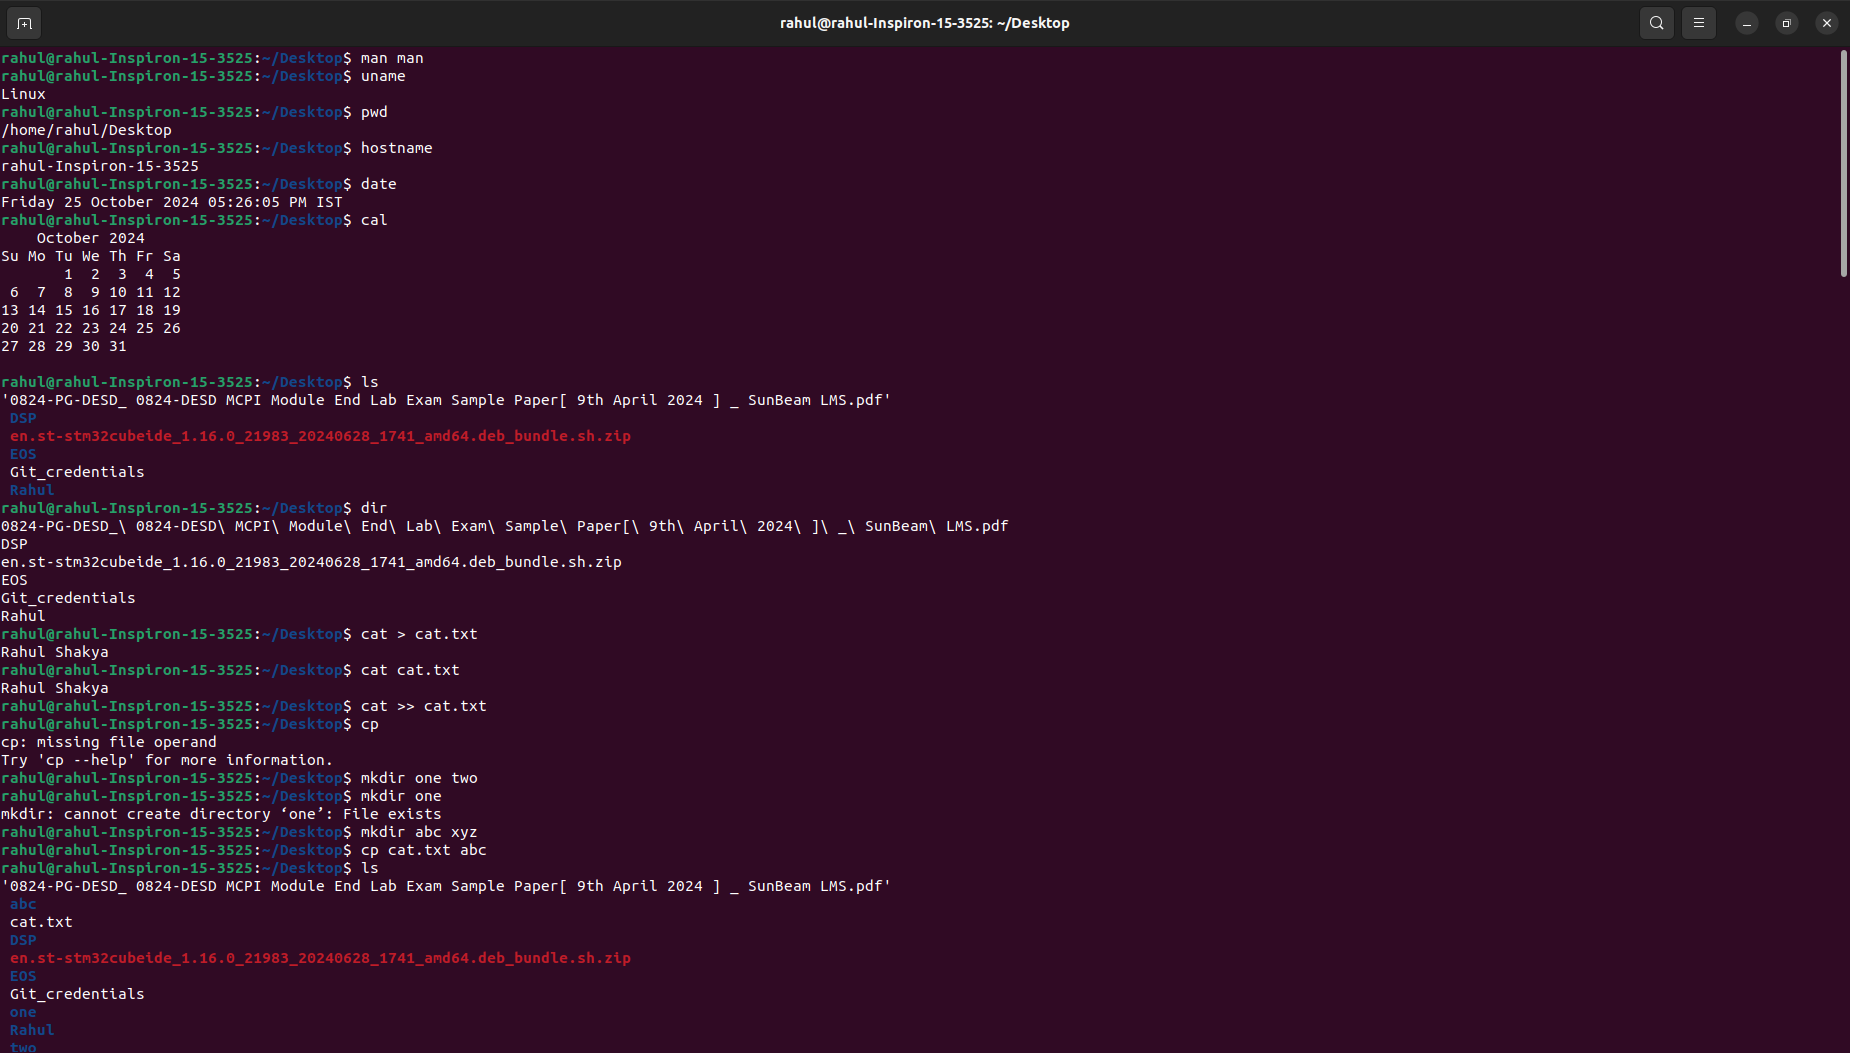 rahul@rahul-Inspiron-15-3525: ~/Desktop
rahul@rahul-Inspiron-15-3525:~/Desktop$ man man
rahul@rahul-Inspiron-15-3525:~/Desktop$ uname
Linux
rahul@rahul-Inspiron-15-3525:~/Desktop$ pwd
/home/rahul/Desktop
rahul@rahul-Inspiron-15-3525:~/Desktop$ hostname
rahul-Inspiron-15-3525
rahul@rahul-Inspiron-15-3525:~/Desktop$ date
Friday 25 October 2024 05:26:05 PM IST
rahul@rahul-Inspiron-15-3525:~/Desktop$ cal
    October 2024
Su Mo Tu We Th Fr Sa
       1  2  3  4  5
 6  7  8  9 10 11 12
13 14 15 16 17 18 19
20 21 22 23 24 25 26
27 28 29 30 31
rahul@rahul-Inspiron-15-3525:~/Desktop$ ls
'0824-PG-DESD_ 0824-DESD MCPI Module End Lab Exam Sample Paper[ 9th April 2024 ] _ SunBeam LMS.pdf'
 DSP
 en.st-stm32cubeide_1.16.0_21983_20240628_1741_amd64.deb_bundle.sh.zip
 EOS
 Git_credentials
 Rahul
rahul@rahul-Inspiron-15-3525:~/Desktop$ dir
0824-PG-DESD_\ 0824-DESD\ MCPI\ Module\ End\ Lab\ Exam\ Sample\ Paper[\ 9th\ April\ 2024\ ]\ _\ SunBeam\ LMS.pdf
DSP
en.st-stm32cubeide_1.16.0_21983_20240628_1741_amd64.deb_bundle.sh.zip
EOS
Git_credentials
Rahul
rahul@rahul-Inspiron-15-3525:~/Desktop$ cat > cat.txt
Rahul Shakya
rahul@rahul-Inspiron-15-3525:~/Desktop$ cat cat.txt
Rahul Shakya
rahul@rahul-Inspiron-15-3525:~/Desktop$ cat >> cat.txt
rahul@rahul-Inspiron-15-3525:~/Desktop$ cp
cp: missing file operand
Try 'cp --help' for more information.
rahul@rahul-Inspiron-15-3525:~/Desktop$ mkdir one two
rahul@rahul-Inspiron-15-3525:~/Desktop$ mkdir one
mkdir: cannot create directory ‘one’: File exists
rahul@rahul-Inspiron-15-3525:~/Desktop$ mkdir abc xyz
rahul@rahul-Inspiron-15-3525:~/Desktop$ cp cat.txt abc
rahul@rahul-Inspiron-15-3525:~/Desktop$ ls
'0824-PG-DESD_ 0824-DESD MCPI Module End Lab Exam Sample Paper[ 9th April 2024 ] _ SunBeam LMS.pdf'
 abc
 cat.txt
 DSP
 en.st-stm32cubeide_1.16.0_21983_20240628_1741_amd64.deb_bundle.sh.zip
 EOS
 Git_credentials
 one
 Rahul
 two